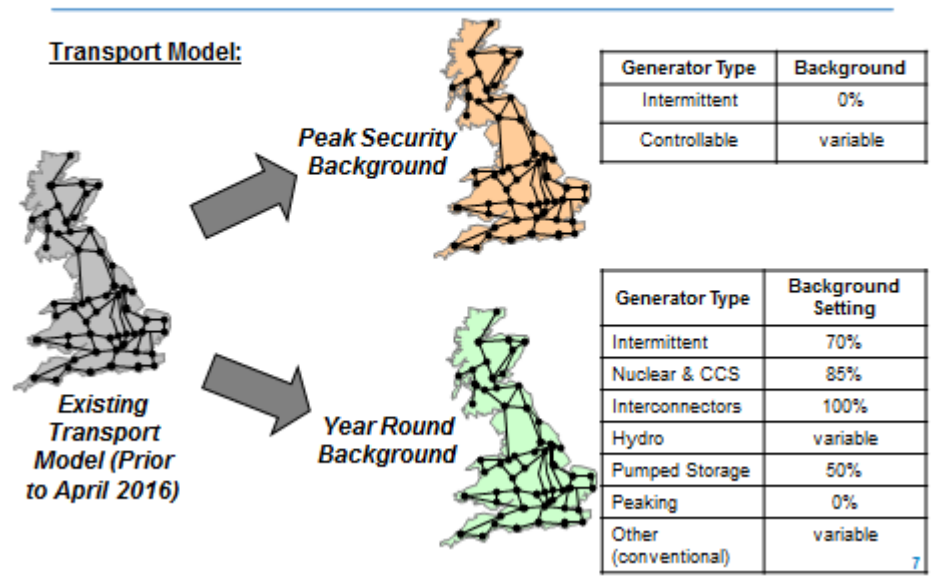 Transport Model:
Peak Security
Background
Generator Type Background
Intermittent 0%
Controllable variable
Existing
Transport
Model (Prior
to April 2016)
Year Round
Background
Generator Type Background
Setting
Intermittent 70%
Nuclear & CCS 85%
Interconnectors 100%
Hydro variable
Pumped Storage 50%
Peaking 0%
Other
(conventional) variable
7